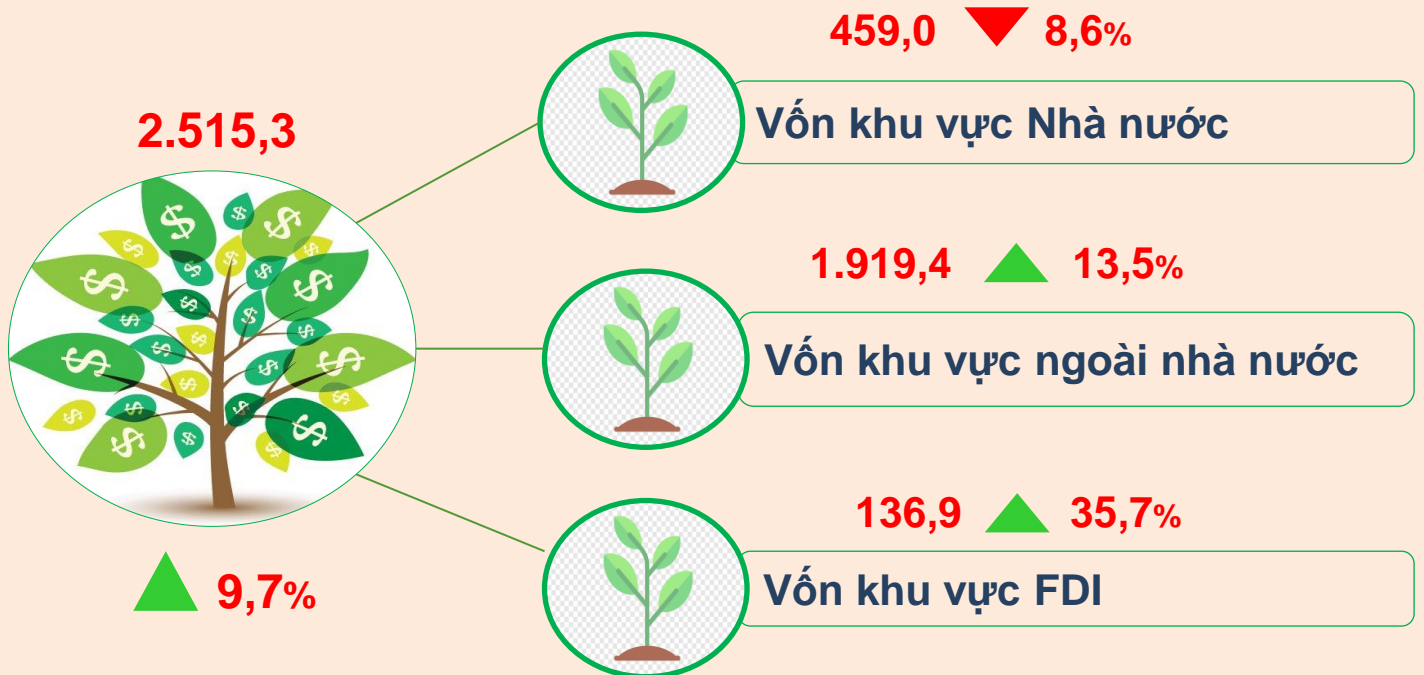 2.515,3
9,7%
459,0 8,6%
Vốn khu vực Nhà nước
1.919,4 13,5%
Vốn khu vực ngoài nhà nước
136,9 35,7%
Vốn khu vực FDI